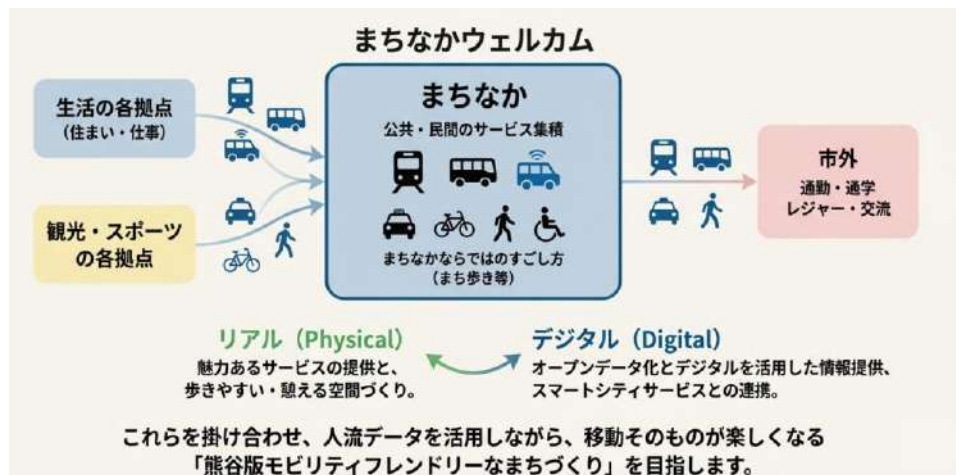 まちなかウェルカム
生活の各拠点
（住まい・仕事）
観光・スポーツ
の各拠点
まちなか
公共・民間のサービス集積
まちなかならではのすごし方
（まち歩き等）
市外
通勤・通学
レジャー・交流
リアル（Physical）
魅力あるサービスの提供と、
歩きやすい・憩える空間づくり。
デジタル（Digital）
オープンデータ化とデジタルを活用した情報提供、
スマートシティサービスとの連携。
これらを掛け合わせ、人流データを活用しながら、移動そのものが楽しくなる
「熊谷版モビリティフレンドリーなまちづくり」を目指します。